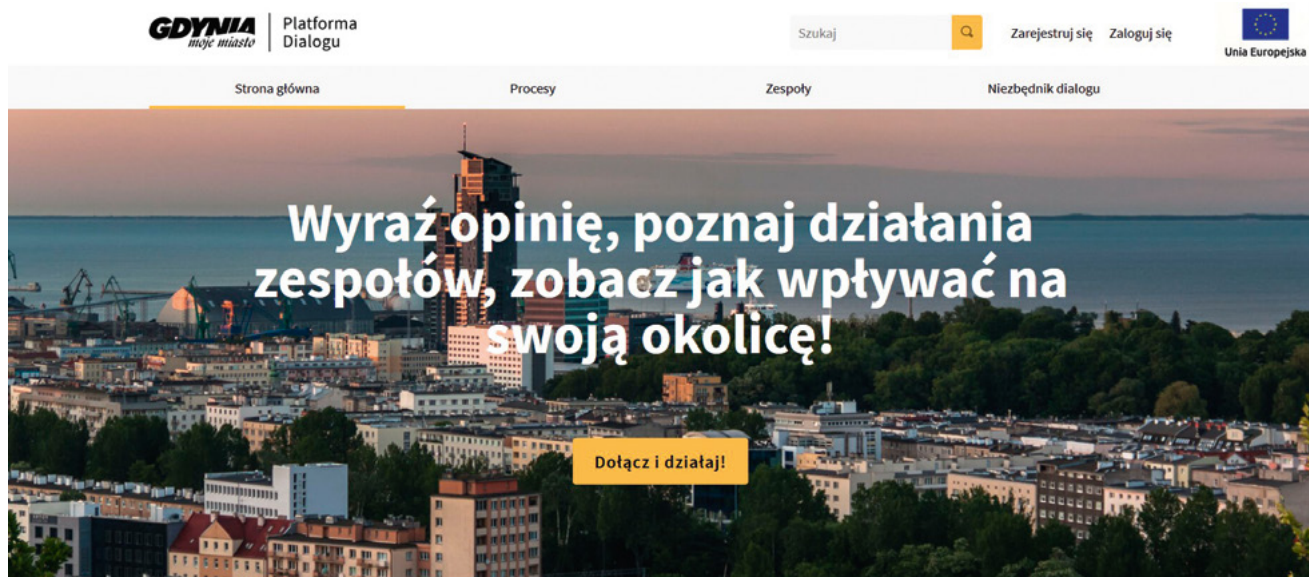 GDYNIA
moje miasto
Platforma
Dialogu
Szukaj
Zarejestruj się
Zaloguj się
Unia Europejska
Strona główna
Procesy
Zespoły
Niezbędnik dialogu
Wyraź opinię, poznaj działania
zespołów, zobacz jak wpływać na
swoją okolicę!
Dołącz i działaj!